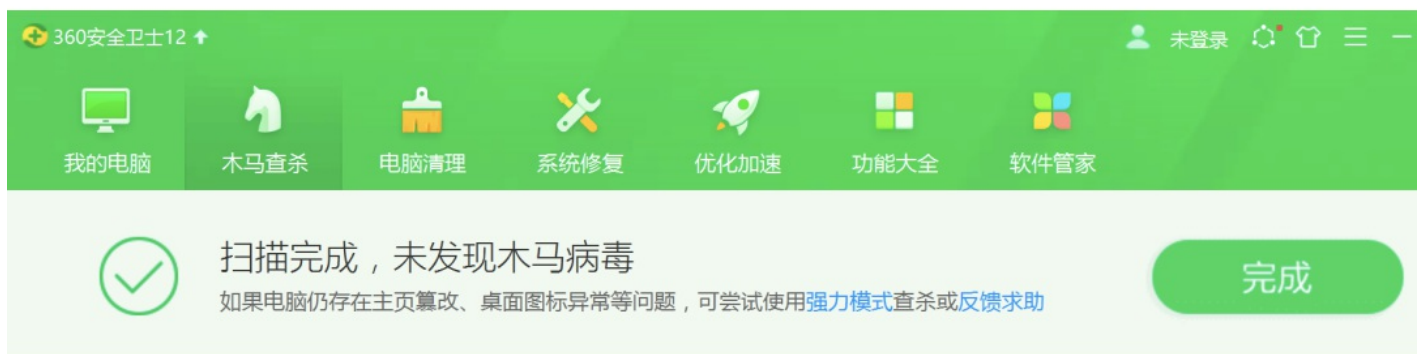 360安全卫士12
未登录
我的电脑
木马查杀
电脑清理
系统修复
优化加速
功能大全
软件管家
扫描完成，未发现木马病毒
如果电脑仍存在主页篡改、桌面图标异常等问题，可尝试使用强力模式查杀或反馈求助
完成